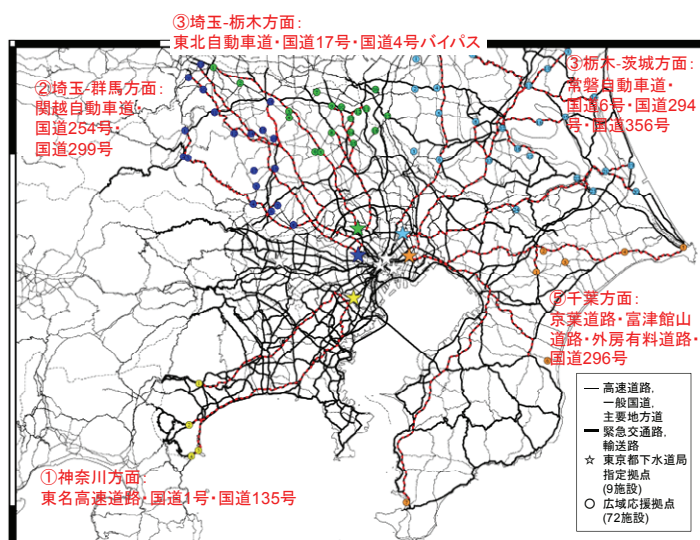 ③埼玉-栃木方面：
東北自動車道・国道17号・国道4号バイパス
②埼玉-群馬方面：
関越自動車道・
国道254号・
国道299号
③栃木-茨城方面：
常磐自動車道・
国道6号・国道294
号・国道356号
⑤千葉方面：
京葉道路・富津館山
道路・外房有料道路・
国道296号
①神奈川方面：
東名高速道路・国道1号・国道135号
高速道路，
一般国道，
主要地方道
緊急交通路，
輸送路
東京都下水道局
指定拠点
(9施設)
広域応援拠点
(72施設)